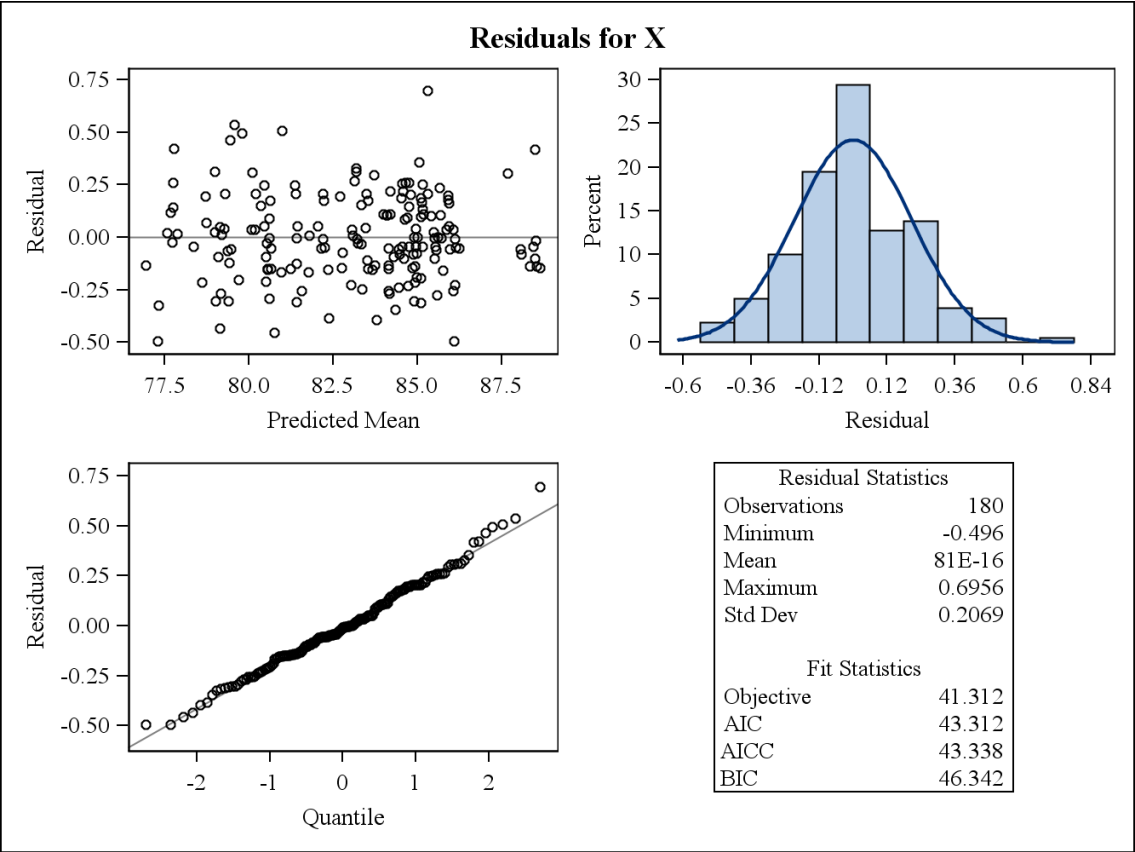 Residuals for X
0.75
0.50
0.25
0.00
-0.25
-0.50
Residual
77.5 80.0 82.5 85.0 87.5
Predicted Mean
30
25
20
15
10
5
0
Percent
-0.6 -0.36 -0.12 0.12 0.36 0.6 0.84
Residual
0.75
0.50
0.25
0.00
-0.25
-0.50
Residual
-2 -1 0 1 2
Quantile
Residual Statistics
Observations 180
Minimum -0.496
Mean 81E-16
Maximum 0.6956
Std Dev 0.2069
Fit Statistics
Objective 41.312
AIC 43.312
AICC 43.338
BIC 46.342